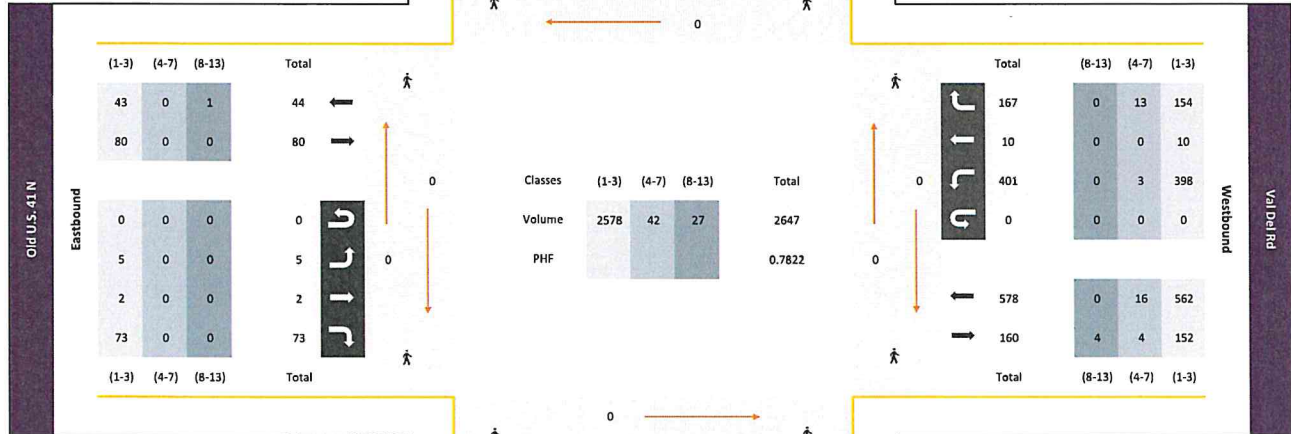 0
(1-3) (4-7) (8-13) Total
43 0 1 44
80 0 0 80
0 0 0 0
5 0 0 5
2 0 0 2
73 0 0 73
(1-3) (4-7) (8-13) Total
Old U.S. 41 N
Eastbound
0
0
Classes (1-3) (4-7) (8-13) Total
Volume 2578 42 27 2647
PHF 0.7822
0
0
Total (8-13) (4-7) (1-3)
167 0 13 154
10 0 0 10
401 0 3 398
0 0 0 0
578 0 16 562
160 4 4 152
Total (8-13) (4-7) (1-3)
Westbound
Val Del Rd
0